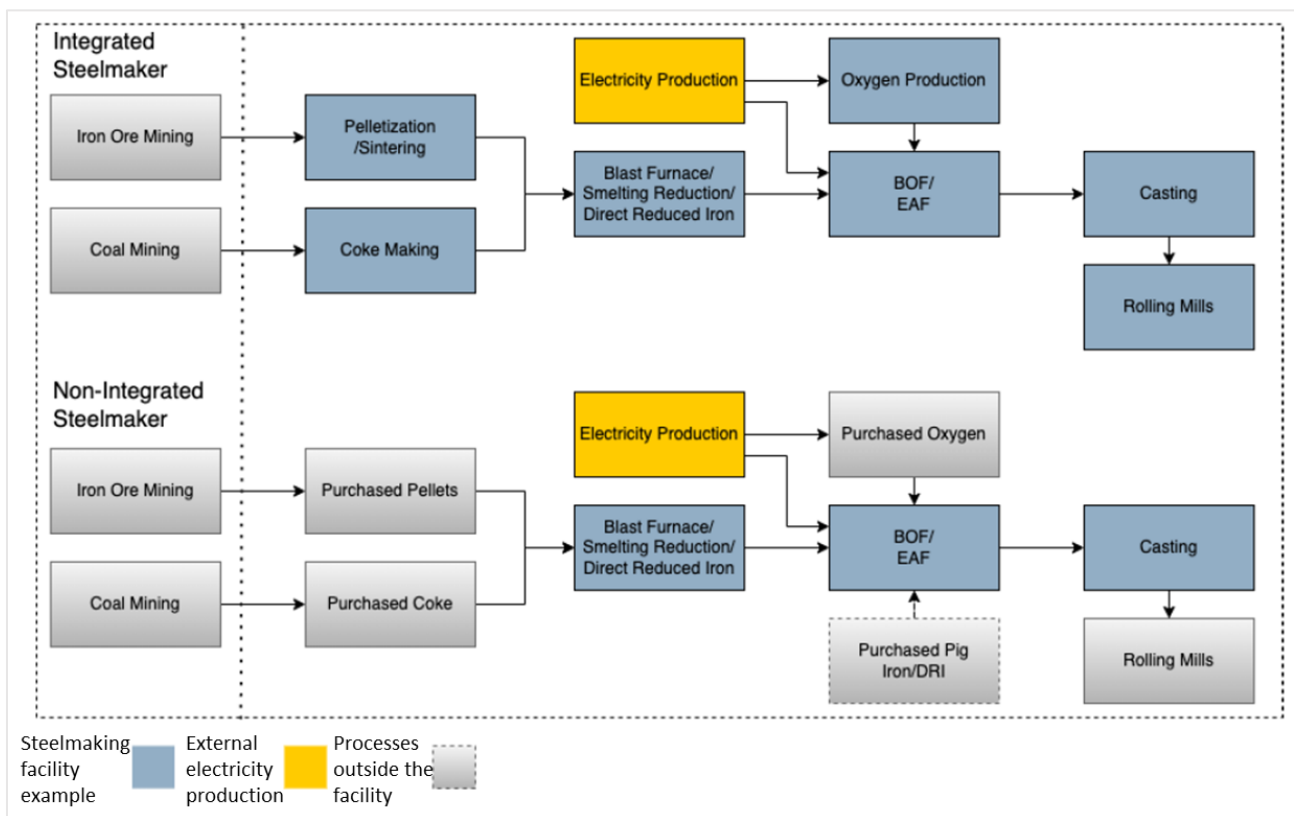 Integrated
Steelmaker
Iron Ore Mining
Coal Mining
Pelletization
/Sintering
Coke Making
Electricity Production
Blast Furnace/
Smelting Reduction/
Direct Reduced Iron
Oxygen Production
BOF/
EAF
Casting
Rolling Mills
Non-Integrated
Steelmaker
Iron Ore Mining
Coal Mining
Purchased Pellets
Purchased Coke
Electricity Production
Blast Furnace/
Smelting Reduction/
Direct Reduced Iron
Purchased Oxygen
BOF/
EAF
Purchased Pig
Iron/DRI
Casting
Rolling Mills
Steelmaking
facility
example
External
electricity
production
Processes
outside the
facility